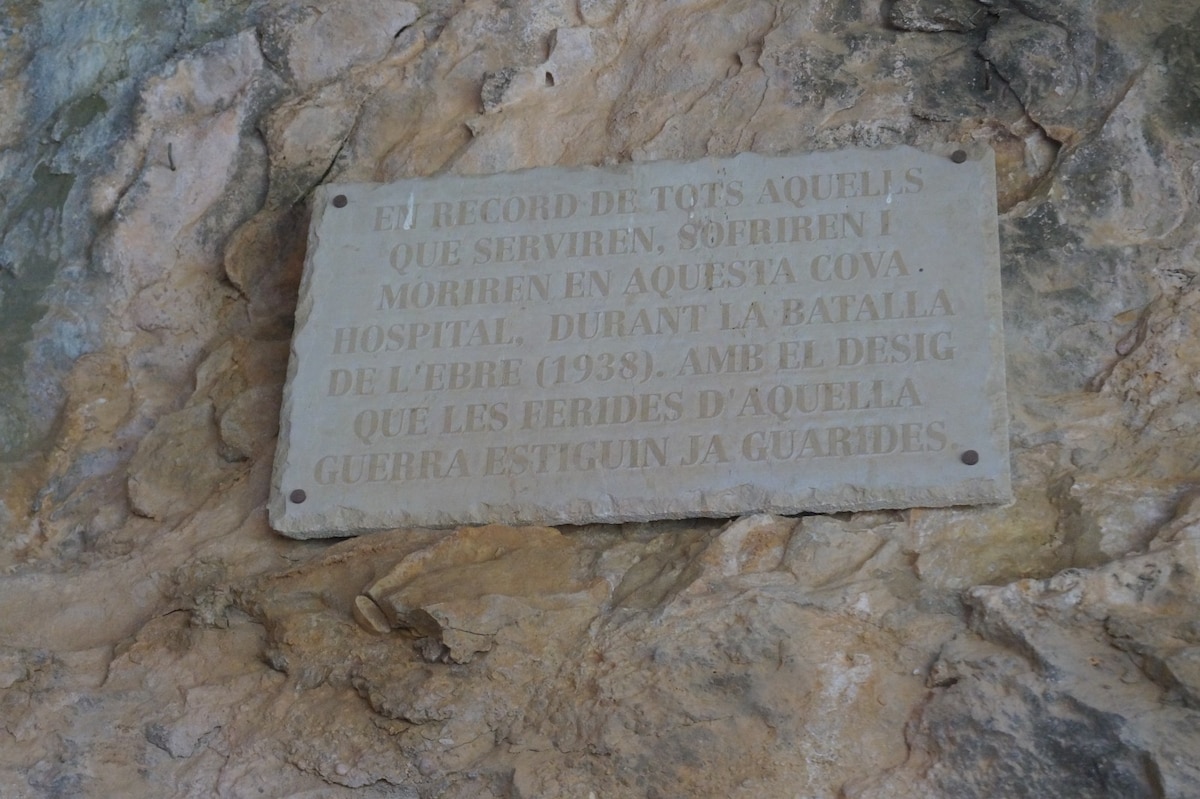 EN RECORD DE TOTS AQUELLS
QUE SERVIREN, SOFRIREN I
MORIREN EN AQUESTA COVA
HOSPITAL, DURANT LA BATALLA
DE L'EBRE (1938). AMB EL DESIG
QUE LES FERIDES D'AQUELLA
GUERRA ESTIGUIN JA GUARIDES.